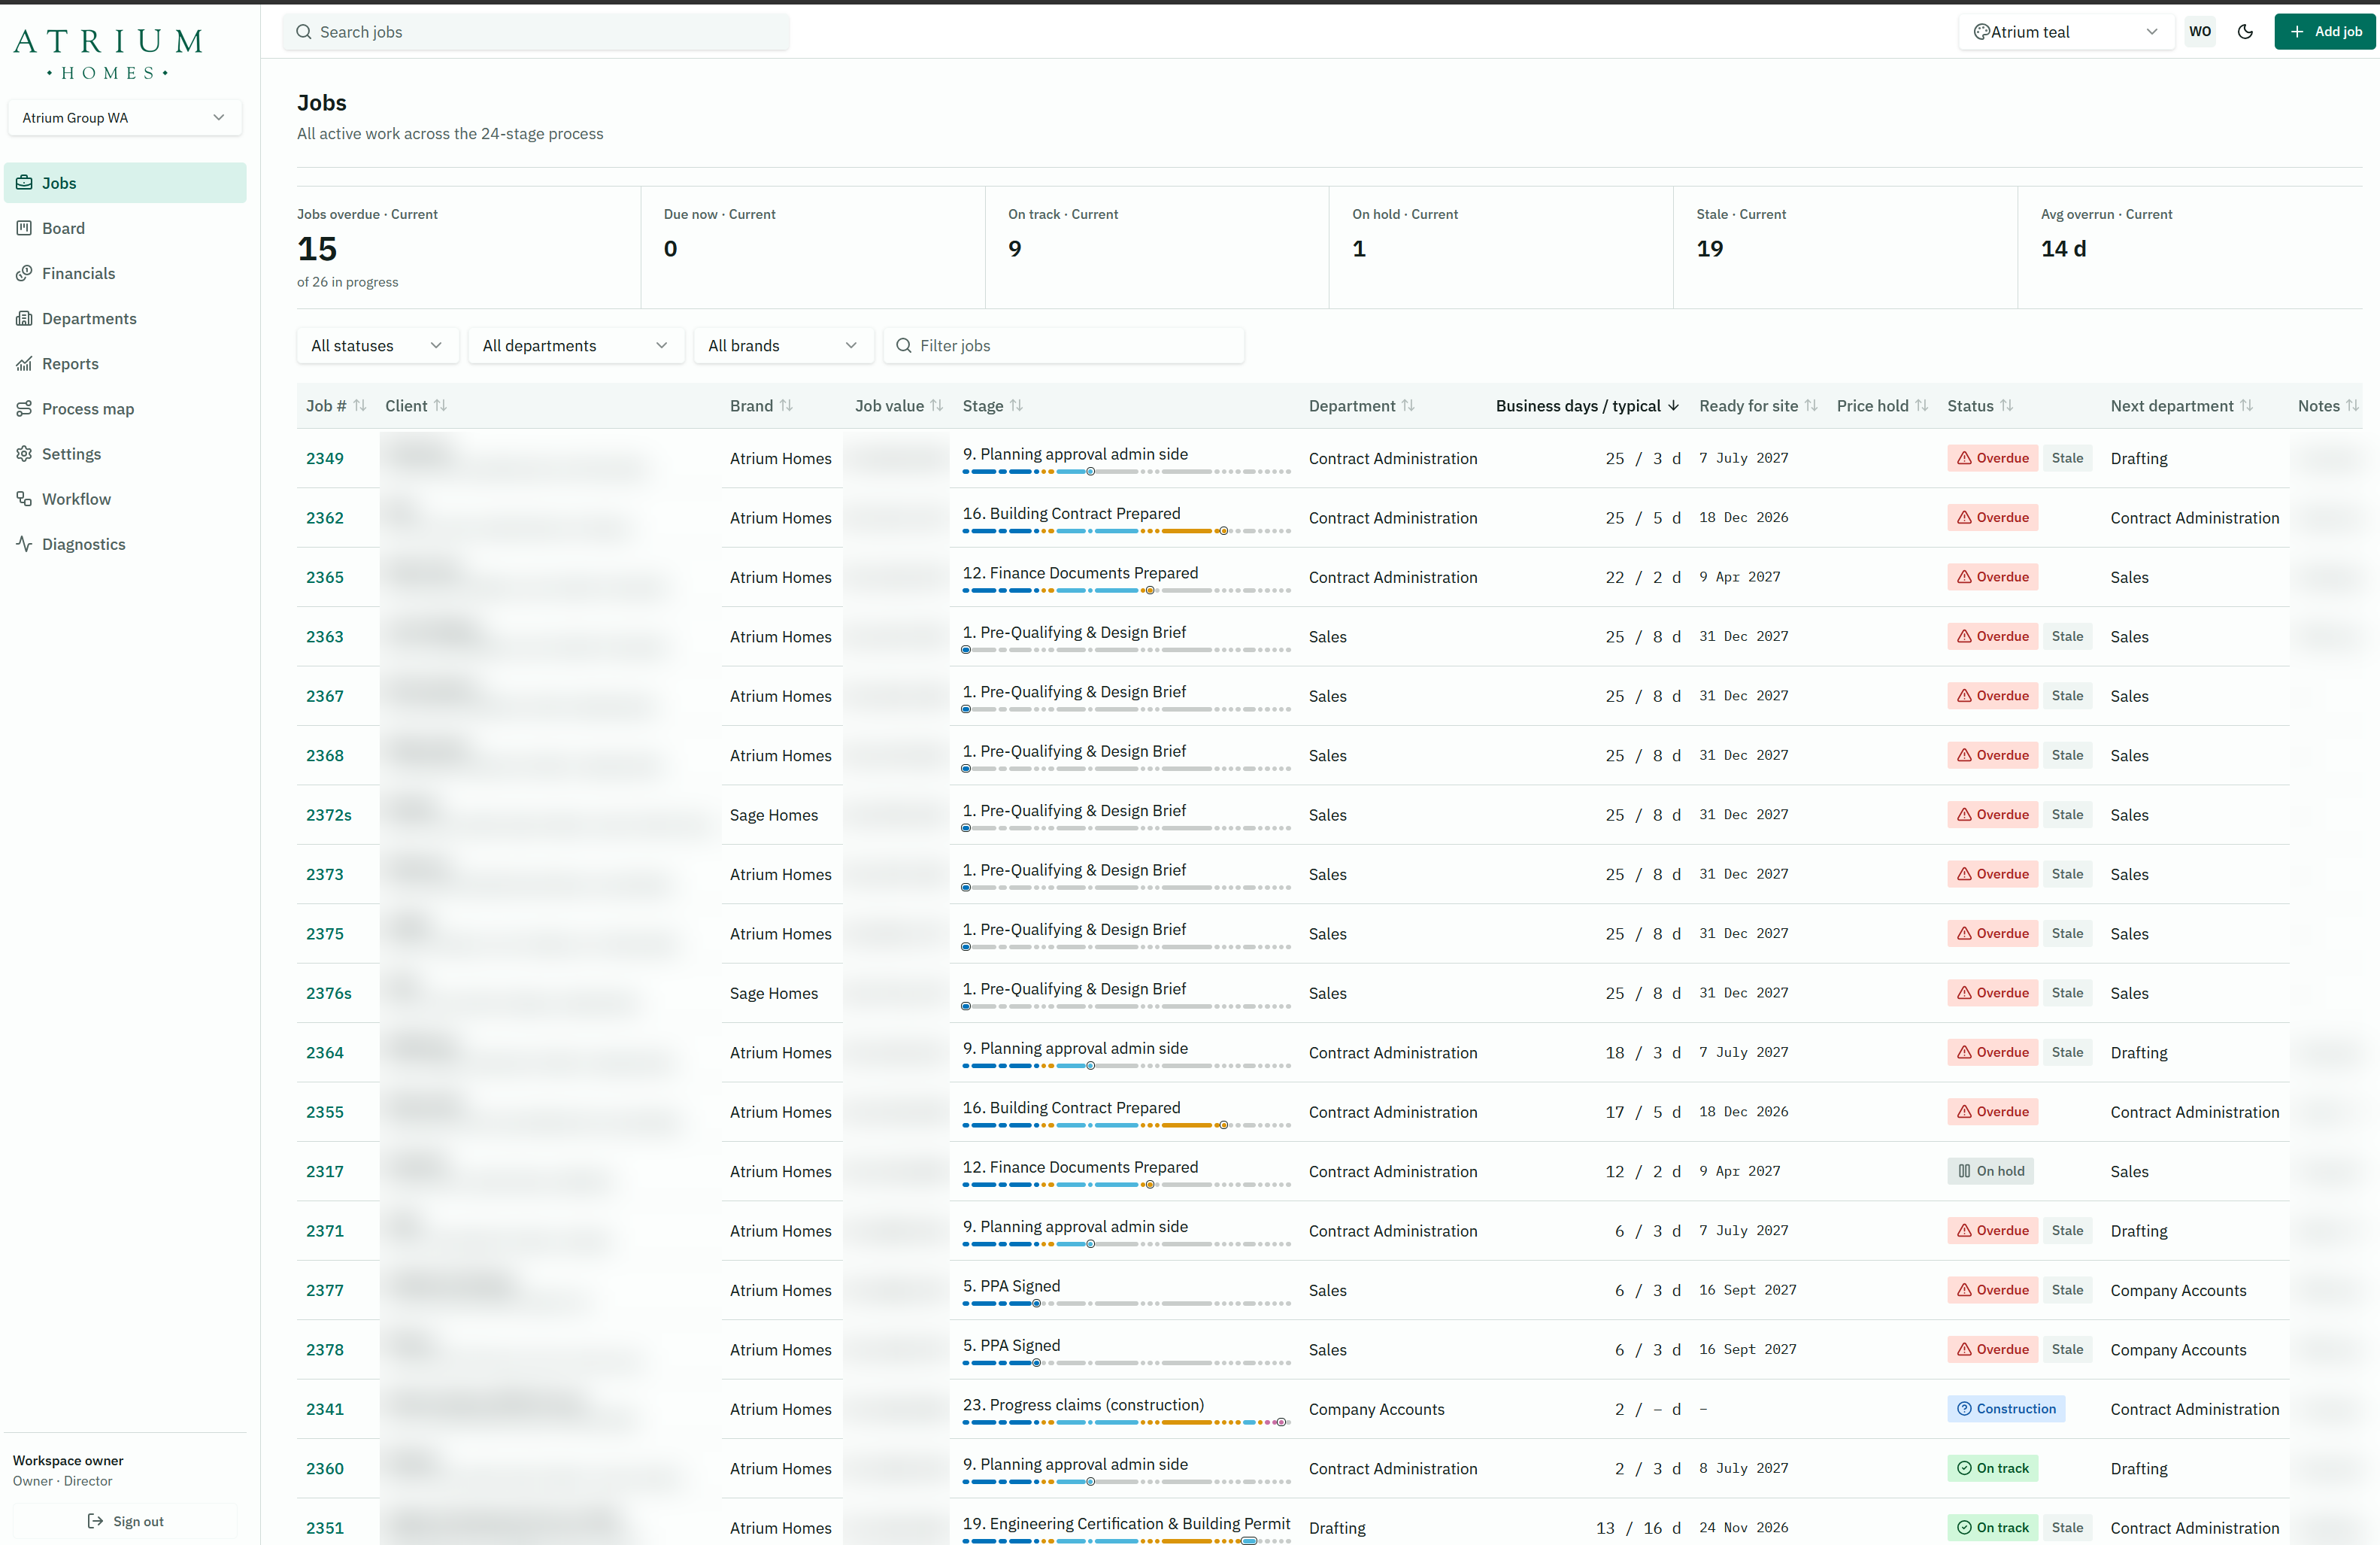 ATRIUM
• HOMES •
Atrium Group WA
Jobs
Board
Financials
Departments
Reports
Process map
Settings
Workflow
Diagnostics
Workspace owner
Owner · Director
Sign out
Search jobs
Atrium teal
WO
Add job
Jobs
All active work across the 24-stage process
Jobs overdue · Current
15
of 26 in progress
Due now · Current
0
On track · Current
9
On hold · Current
1
Stale · Current
19
Avg overrun · Current
14 d
All statuses
All departments
All brands
Filter jobs
Job # Client Brand Job value Stage Department Business days / typical Ready for site Price hold Status Next department Notes
2349 Atrium Homes 9. Planning approval admin side Contract Administration 25 / 3 d 7 July 2027 Overdue Stale Drafting
2362 Atrium Homes 16. Building Contract Prepared Contract Administration 25 / 5 d 18 Dec 2026 Overdue Contract Administration
2365 Atrium Homes 12. Finance Documents Prepared Contract Administration 22 / 2 d 9 Apr 2027 Overdue Sales
2363 Atrium Homes 1. Pre-Qualifying & Design Brief Sales 25 / 8 d 31 Dec 2027 Overdue Stale Sales
2367 Atrium Homes 1. Pre-Qualifying & Design Brief Sales 25 / 8 d 31 Dec 2027 Overdue Stale Sales
2368 Atrium Homes 1. Pre-Qualifying & Design Brief Sales 25 / 8 d 31 Dec 2027 Overdue Stale Sales
2372s Sage Homes 1. Pre-Qualifying & Design Brief Sales 25 / 8 d 31 Dec 2027 Overdue Stale Sales
2373 Atrium Homes 1. Pre-Qualifying & Design Brief Sales 25 / 8 d 31 Dec 2027 Overdue Stale Sales
2375 Atrium Homes 1. Pre-Qualifying & Design Brief Sales 25 / 8 d 31 Dec 2027 Overdue Stale Sales
2376s Sage Homes 1. Pre-Qualifying & Design Brief Sales 25 / 8 d 31 Dec 2027 Overdue Stale Sales
2364 Atrium Homes 9. Planning approval admin side Contract Administration 18 / 3 d 7 July 2027 Overdue Stale Drafting
2355 Atrium Homes 16. Building Contract Prepared Contract Administration 17 / 5 d 18 Dec 2026 Overdue Contract Administration
2317 Atrium Homes 12. Finance Documents Prepared Contract Administration 12 / 2 d 9 Apr 2027 On hold Sales
2371 Atrium Homes 9. Planning approval admin side Contract Administration 6 / 3 d 7 July 2027 Overdue Stale Drafting
2377 Atrium Homes 5. PPA Signed Sales 6 / 3 d 16 Sept 2027 Overdue Stale Company Accounts
2378 Atrium Homes 5. PPA Signed Sales 6 / 3 d 16 Sept 2027 Overdue Stale Company Accounts
2341 Atrium Homes 23. Progress claims (construction) Company Accounts 2 / – d – Construction Contract Administration
2360 Atrium Homes 9. Planning approval admin side Contract Administration 2 / 3 d 8 July 2027 On track Drafting
2351 Atrium Homes 19. Engineering Certification & Building Permit Drafting 13 / 16 d 24 Nov 2026 On track Stale Contract Administration